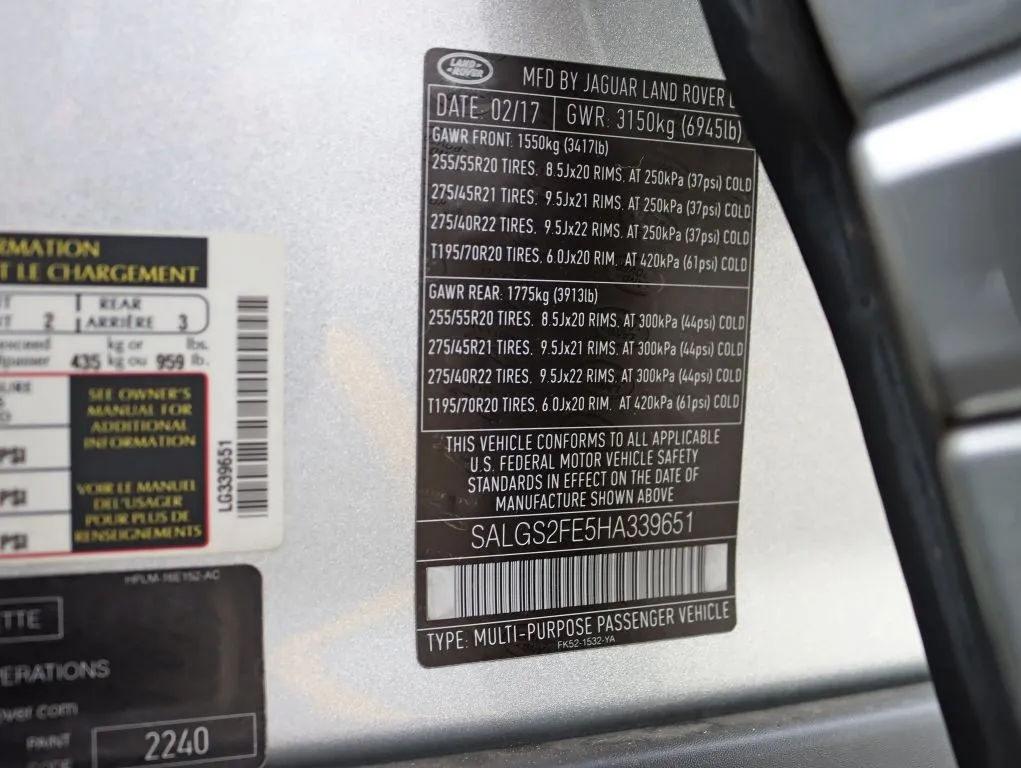 LAND ROVER
MFD BY JAGUAR LAND ROVER
DATE: 02/17 GWR: 3150kg (6945lb)
GAWR FRONT: 1550kg (3417lb)
255/55R20 TIRES. 8.5Jx20 RIMS. AT 250kPa (37psi) COLD
275/45R21 TIRES. 9.5Jx21 RIMS. AT 250kPa (37psi) COLD
275/40R22 TIRES. 9.5Jx22 RIMS. AT 250kPa (37psi) COLD
T195/70R20 TIRES. 6.0Jx20 RIM. AT 420kPa (61psi) COLD
GAWR REAR: 1775kg (3913lb)
255/55R20 TIRES. 8.5Jx20 RIMS. AT 300kPa (44psi) COLD
275/45R21 TIRES. 9.5Jx21 RIMS. AT 300kPa (44psi) COLD
275/40R22 TIRES. 9.5Jx22 RIMS. AT 300kPa (44psi) COLD
T195/70R20 TIRES. 6.0Jx20 RIM. AT 420kPa (61psi) COLD
THIS VEHICLE CONFORMS TO ALL APPLICABLE
U.S. FEDERAL MOTOR VEHICLE SAFETY
STANDARDS IN EFFECT ON THE DATE OF
MANUFACTURE SHOWN ABOVE
SALGS2FE5HA339651
TYPE: MULTI-PURPOSE PASSENGER VEHICLE
FK52-1532-YA
RMATION
T LE CHARGEMENT
2 REAR 3
ARRIÈRE
kg or lbs.
435 kg ou 959 lb.
SEE OWNER'S
MANUAL FOR
ADDITIONAL
INFORMATION
PSI
VOIR LE MANUEL
DE L'USAGER
POUR PLUS DE
RENSEIGNEMENTS
PSI
PSI
LG339651
HPLM-16E152-AC
TTE
ERATIONS
over.com
PAINT
CODE 2240